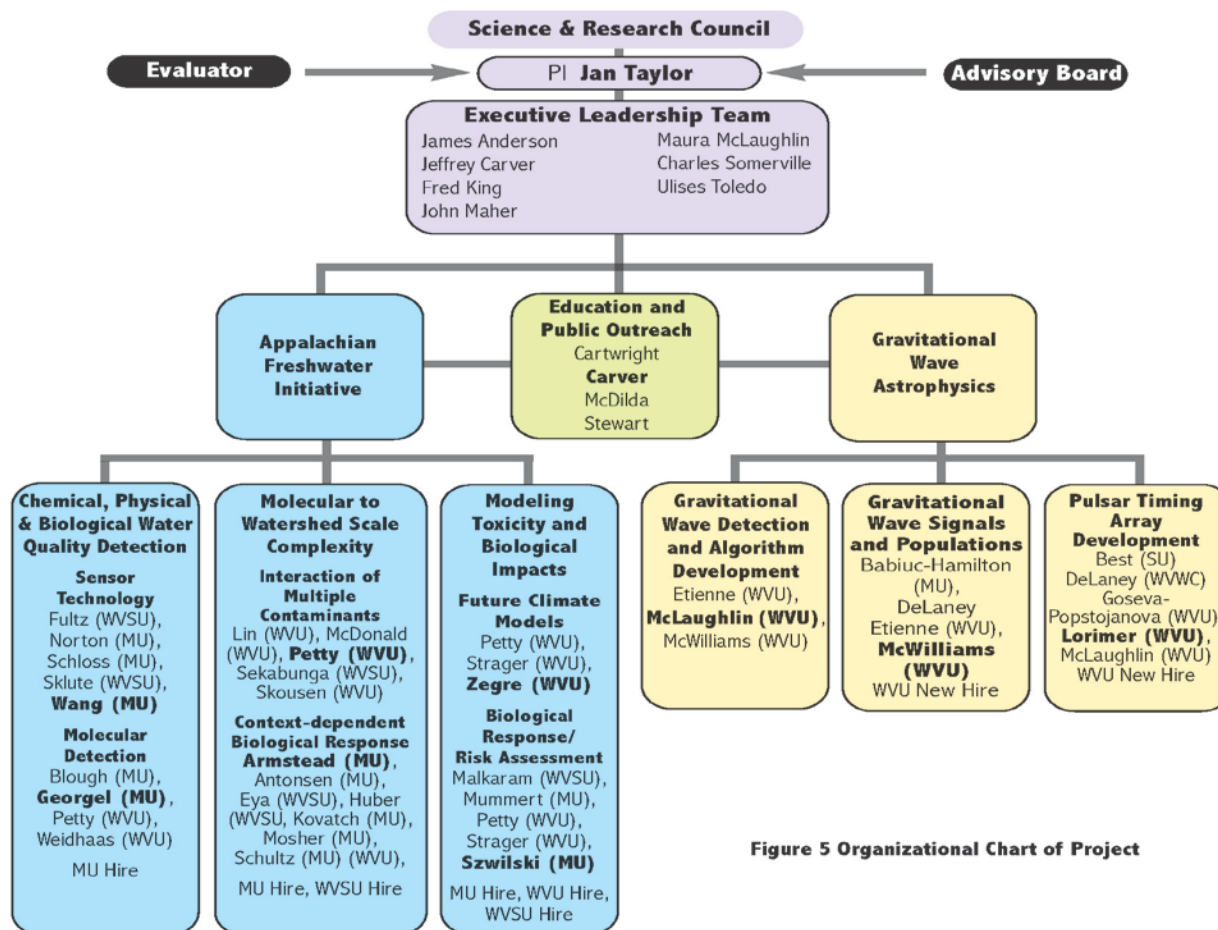 Science & Research Council
Evaluator
PI Jan Taylor
Advisory Board
Executive Leadership Team
James Anderson
Jeffrey Carver
Fred King
John Maher
Maura McLaughlin
Charles Somerville
Ulises Toledo
Appalachian
Freshwater
Initiative
Education and
Public Outreach
Cartwright
Carver
McDilda
Stewart
Gravitational
Wave
Astrophysics
Chemical, Physical
& Biological Water
Quality Detection
Sensor
Technology
Fultz (WVSU),
Norton (MU),
Schloss (MU),
Sklute (WVSU),
Wang (MU)
Molecular
Detection
Blough (MU),
Georgel (MU),
Petty (WVU),
Weidhaas (WVU)
MU Hire
Molecular to
Watershed Scale
Complexity
Interaction of
Multiple
Contaminants
Lin (WVU), McDonald
(WVU), Petty (WVU),
Sekabunga (WVSU),
Skousen (WVU)
Context-dependent
Biological Response
Armstead (MU),
Antonsen (MU),
Eya (WVSU), Huber
(WVSU, Kovatch (MU),
Mosher (MU),
Schultz (MU) (WVU),
MU Hire, WVSU Hire
Modeling
Toxicity and
Biological
Impacts
Future Climate
Models
Petty (WVU),
Strager (WVU),
Zegre (WVU)
Biological
Response/
Risk Assessment
Malkaram (WVSU),
Mummert (MU),
Petty (WVU),
Strager (WVU),
Szwilski (MU)
MU Hire, WVU Hire,
WVSU Hire
Gravitational
Wave Detection
and Algorithm
Development
Etienne (WVU),
McLaughlin (WVU),
McWilliams (WVU)
Gravitational
Wave Signals
and Populations
Babiuc-Hamilton
(MU),
DeLaney
Etienne (WVU),
McWilliams
(WVU)
WVU New Hire
Pulsar Timing
Array
Development
Best (SU)
DeLaney (WVWC)
Goseva-
Popstojanova (WVU)
Lorimer (WVU),
McLaughlin (WVU)
WVU New Hire
Figure 5 Organizational Chart of Project